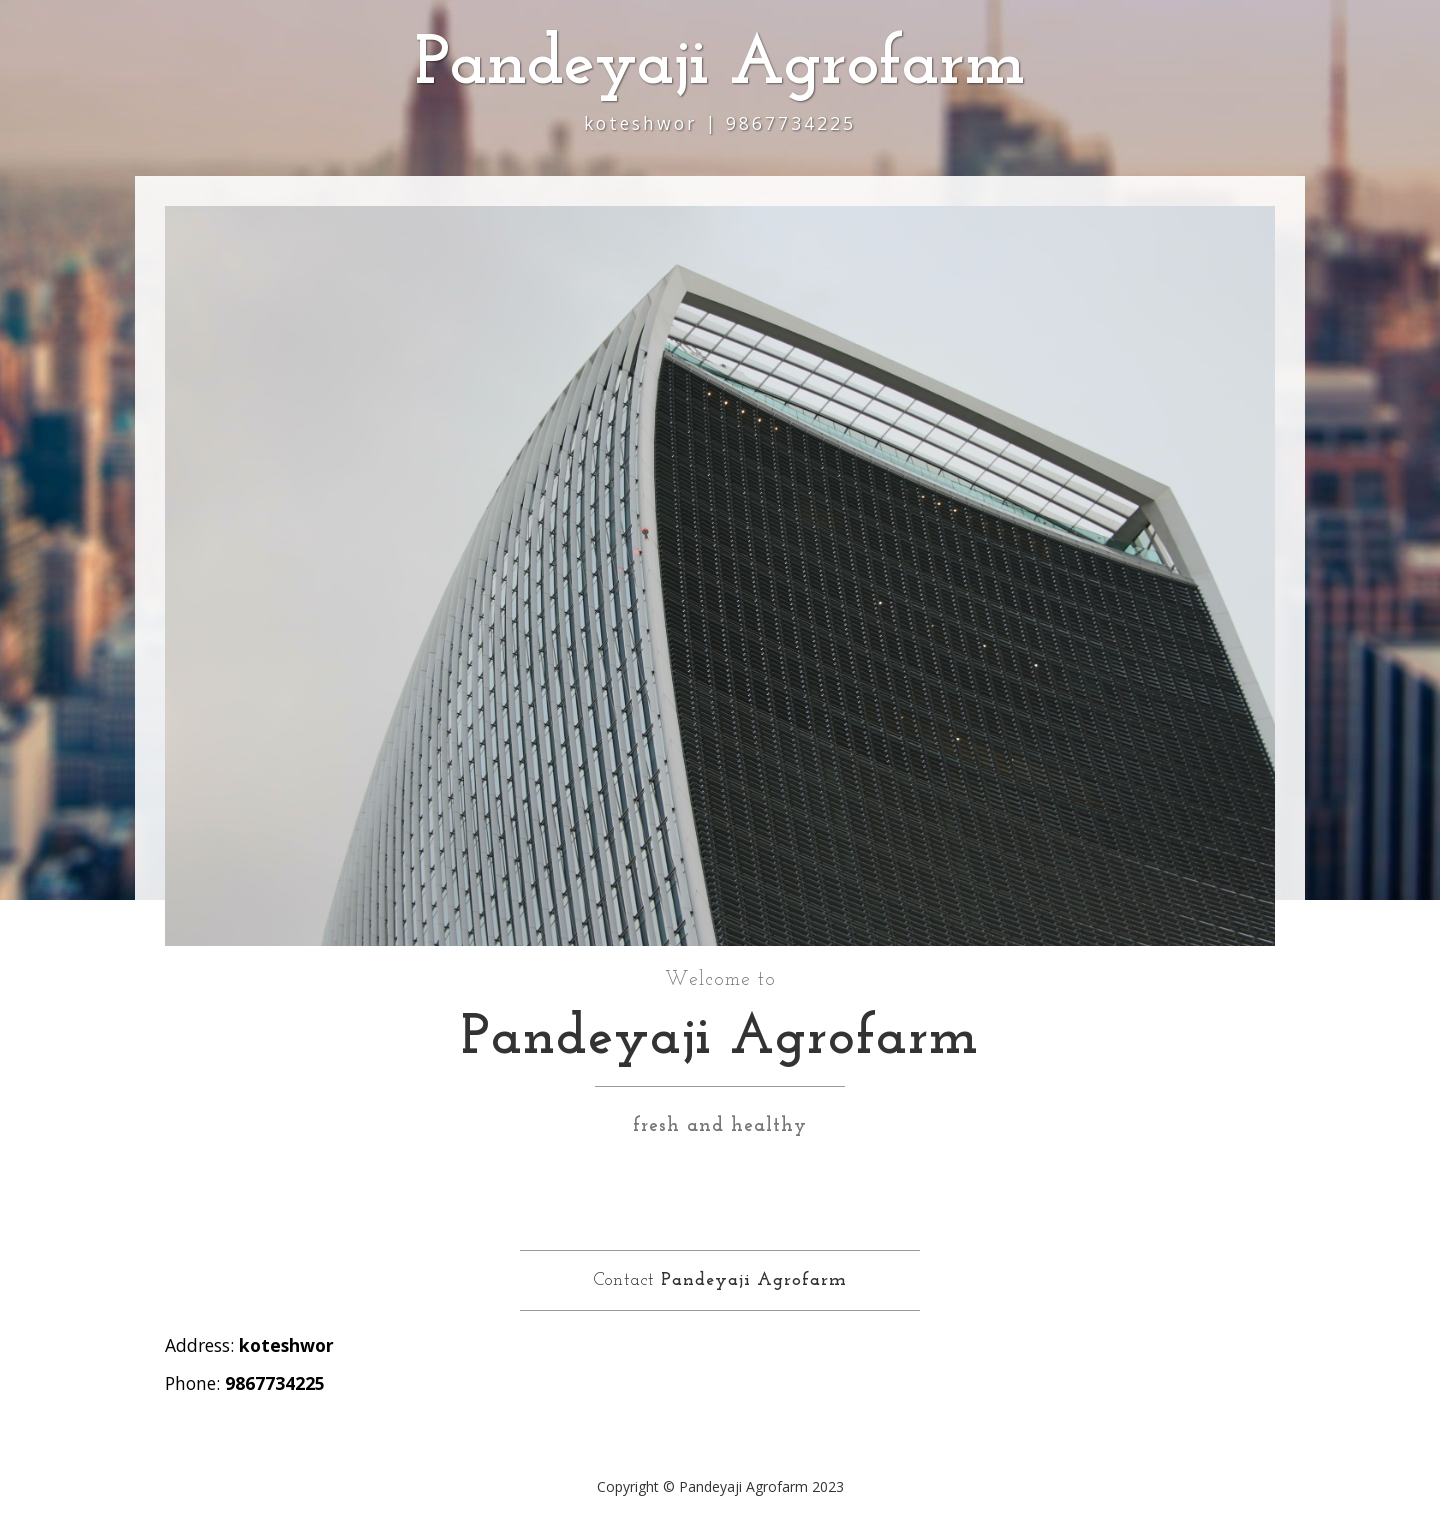 Pandeyaji Agrofarm
koteshwor | 9867734225
Welcome to
Pandeyaji Agrofarm
fresh and healthy
Contact Pandeyaji Agrofarm
Address: koteshwor
Phone: 9867734225
Copyright © Pandeyaji Agrofarm 2023